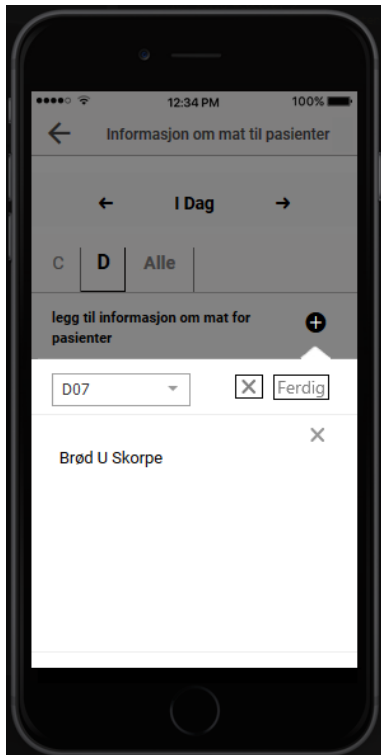 12:34 PM
100%
Informasjon om mat til pasienter
I Dag
C
D
Alle
legg til informasjon om mat for
pasienter
D07
Ferdig
Brød U Skorpe